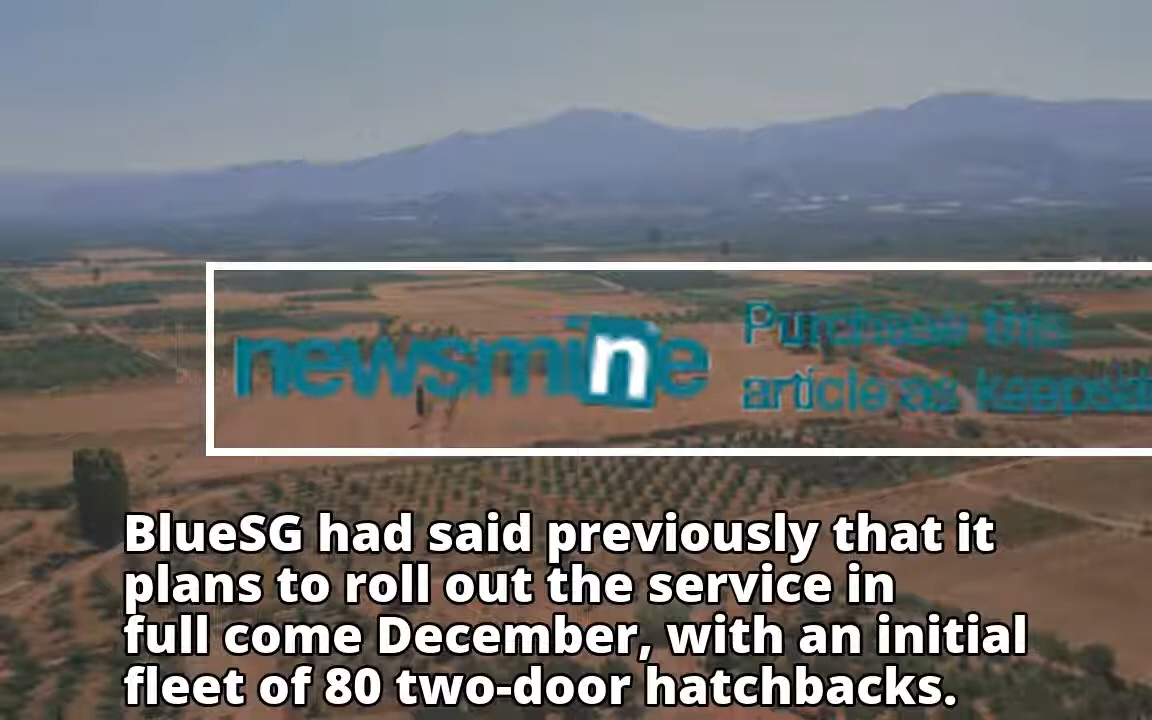 newsmine
Purchase this
article as keepsa
BlueSG had said previously that it
plans to roll out the service in
full come December, with an initial
fleet of 80 two-door hatchbacks.